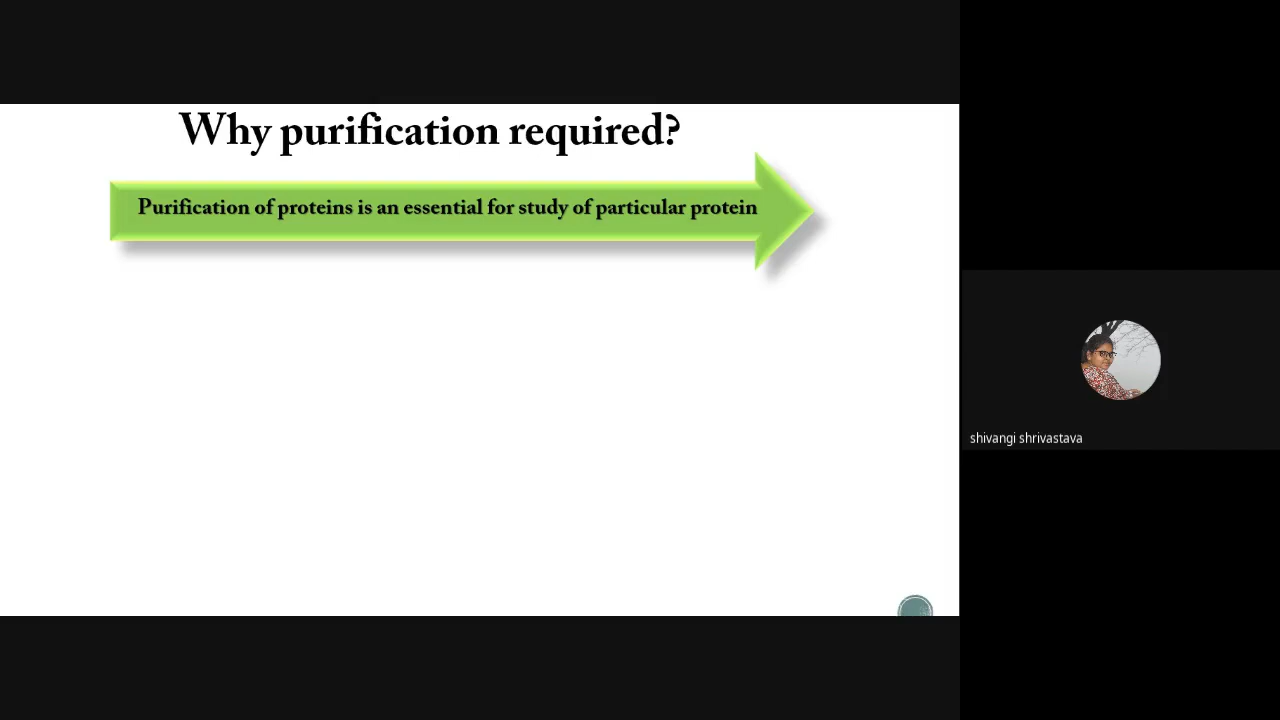 Why purification required?
Purification of proteins is an essential for study of particular protein
shivangi shrivastava